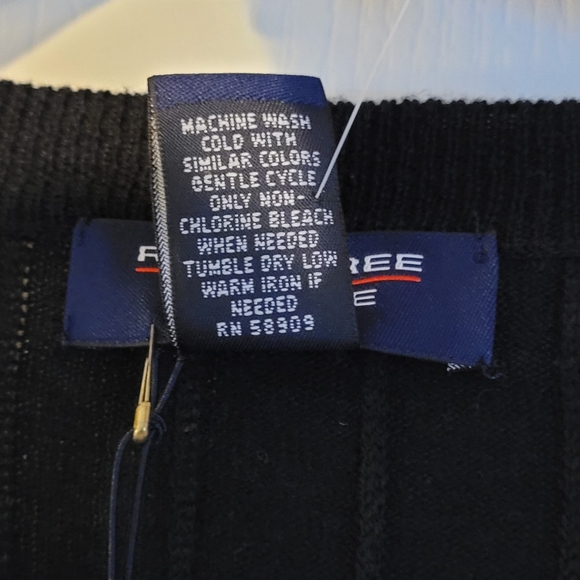 MACHINE WASH
COLD WITH
SIMILAR COLORS
GENTLE CYCLE
ONLY NON-
CHLORINE BLEACH
WHEN NEEDED
TUMBLE DRY LOW
WARM IRON IF
NEEDED
RN 58909